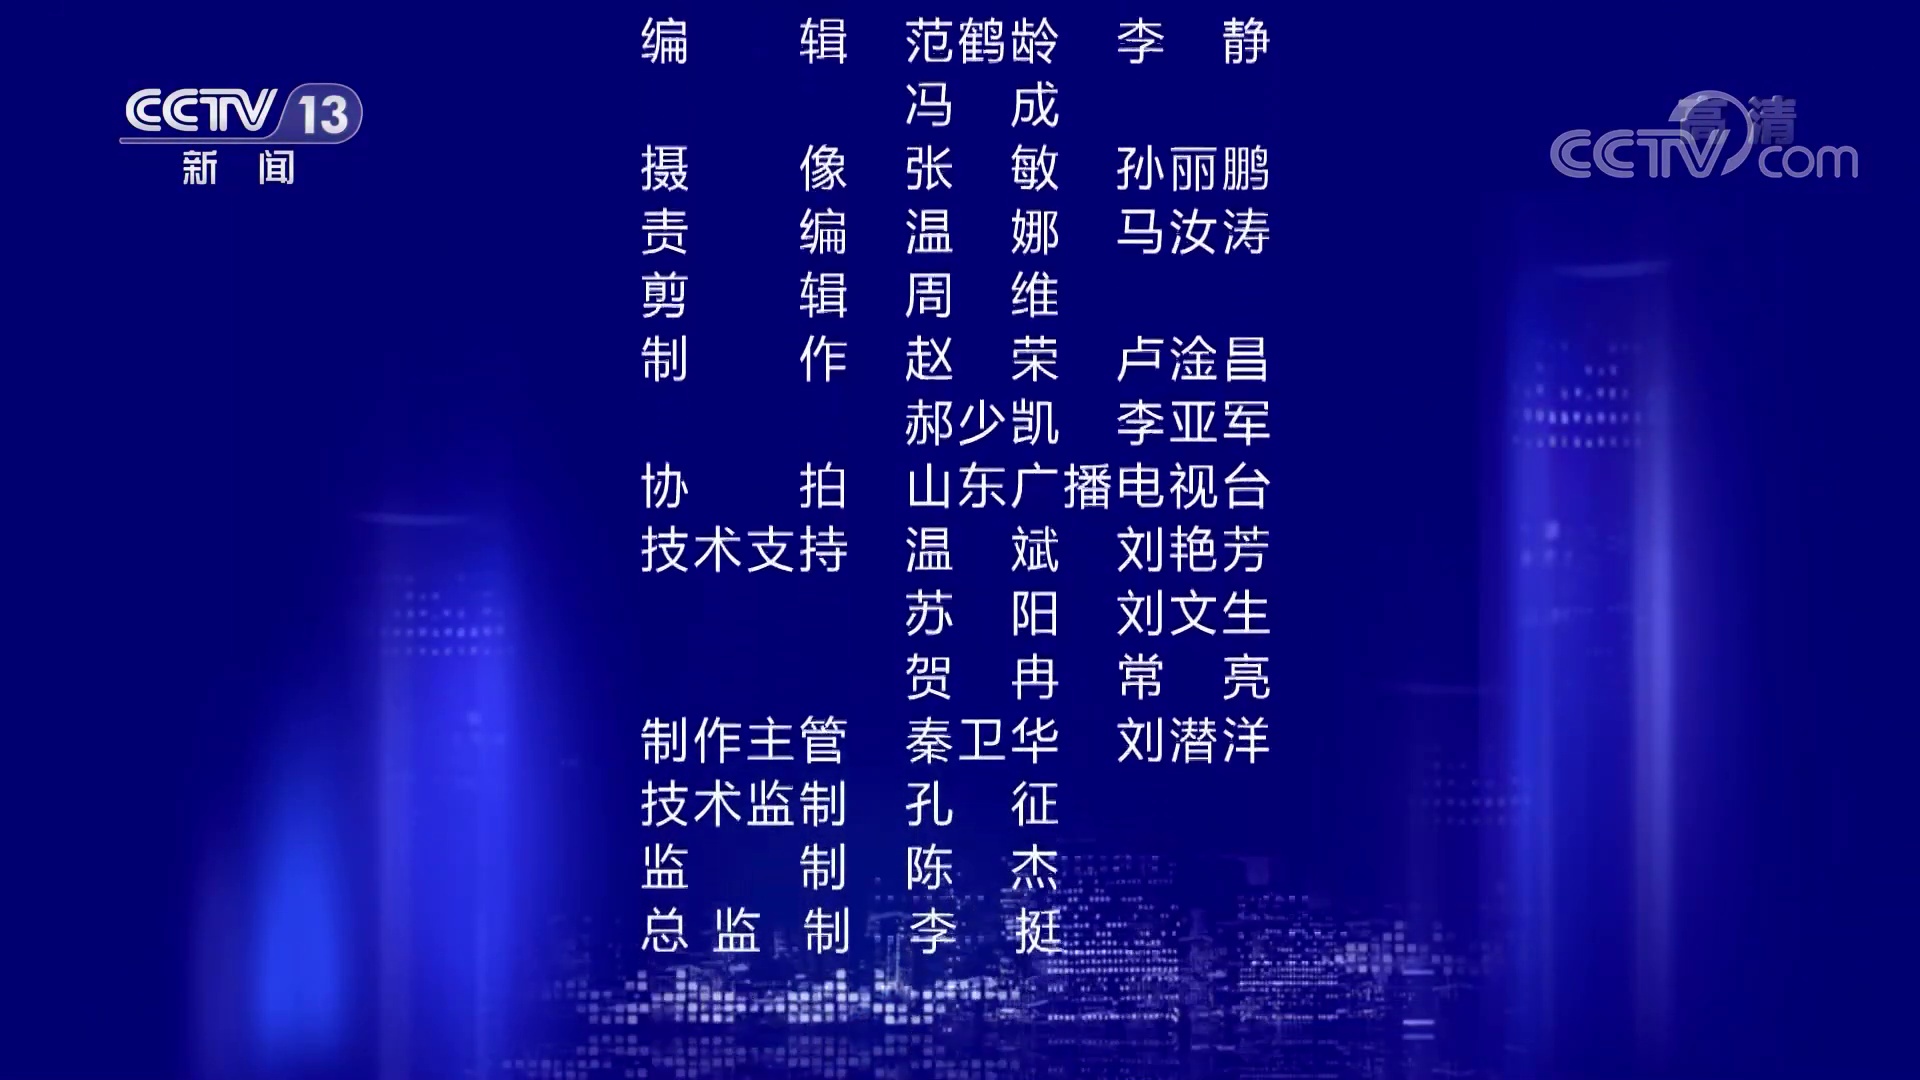 编 辑 范鹤龄 李 静
冯 成
CCTV 13
新 闻
高清
CCTV com
摄 像 张 敏 孙丽鹏
责 编 温 娜 马汝涛
剪 辑 周 维
制 作 赵 荣 卢淦昌
郝少凯 李亚军
协 拍 山东广播电视台
技术支持 温 斌 刘艳芳
苏 阳 刘文生
贺 冉 常 亮
制作主管 秦卫华 刘潜洋
技术监制 孔 征
监 制 陈 杰
总 监 制 李 挺